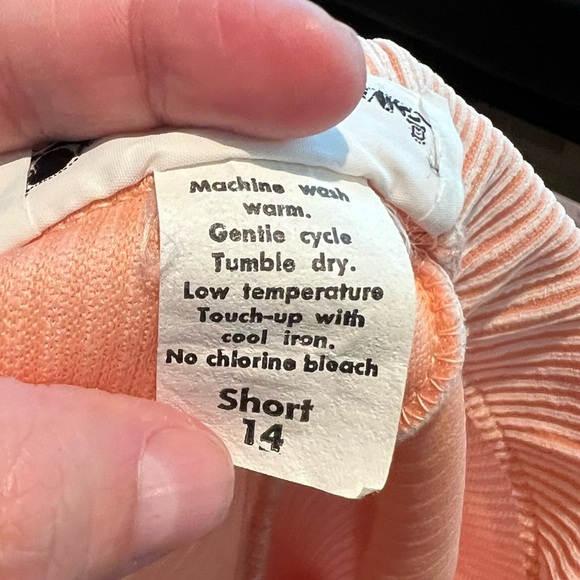 Machine wash
warm.
Gentle cycle
Tumble dry.
Low temperature
Touch-up with
cool iron.
No chlorine bleach
Short
14